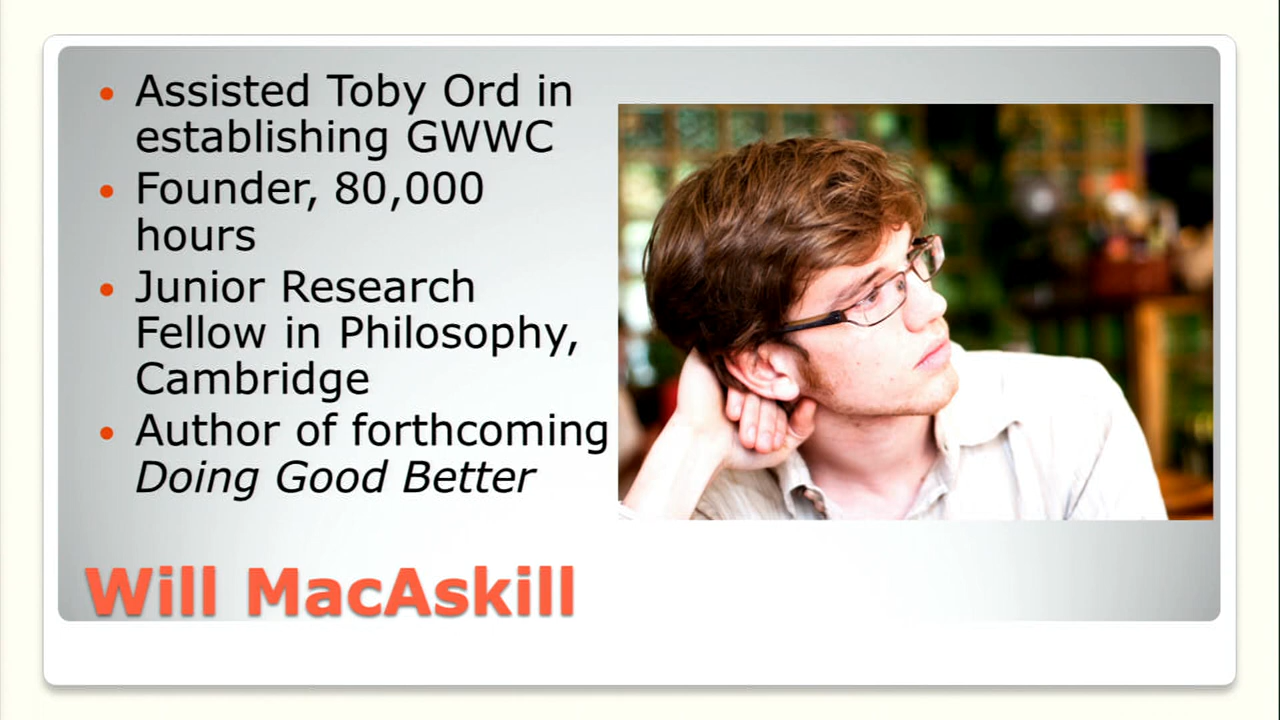 • Assisted Toby Ord in
establishing GWWC
• Founder, 80,000
hours
• Junior Research
Fellow in Philosophy,
Cambridge
• Author of forthcoming
Doing Good Better
Will MacAskill